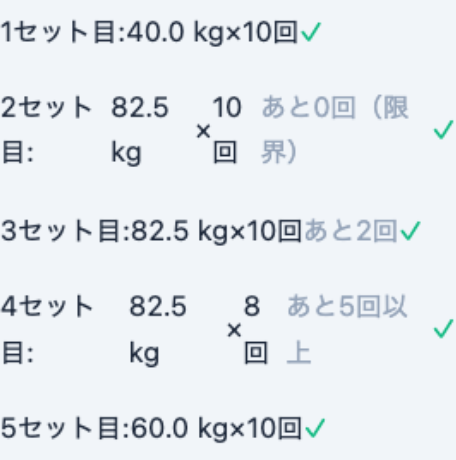 1セット目:40.0 kg×10回✓
2セット目: 82.5 kg × 10回 あと0回（限界） ✓
3セット目:82.5 kg×10回あと2回✓
4セット目: 82.5 kg × 8回 あと5回以上 ✓
5セット目:60.0 kg×10回✓